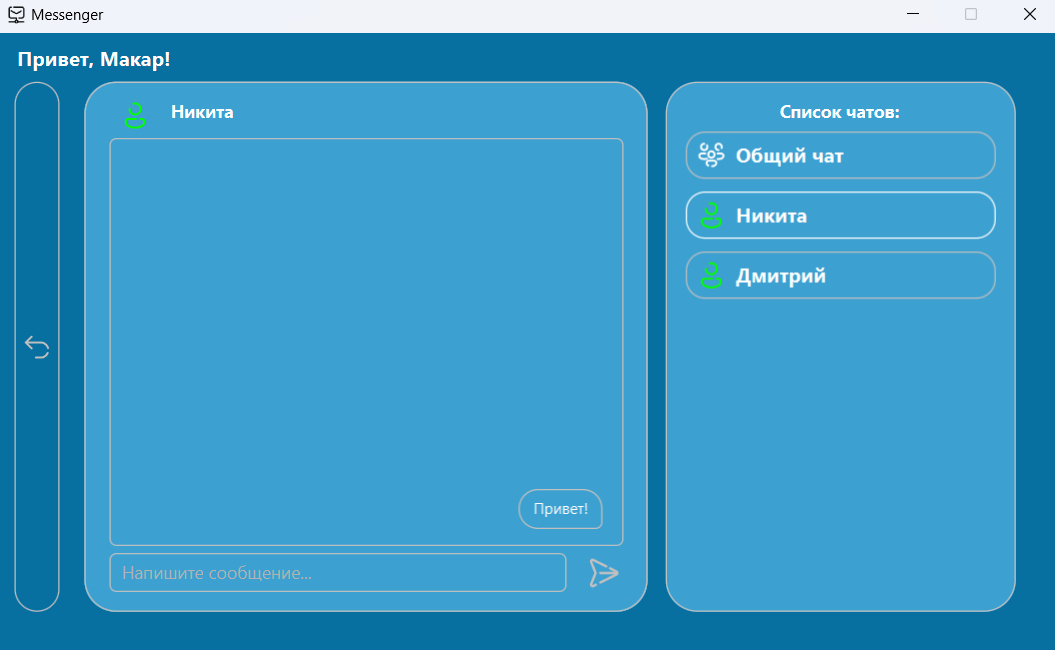 Messenger
Привет, Макар!
Никита
Привет!
Напишите сообщение...
Список чатов:
Общий чат
Никита
Дмитрий